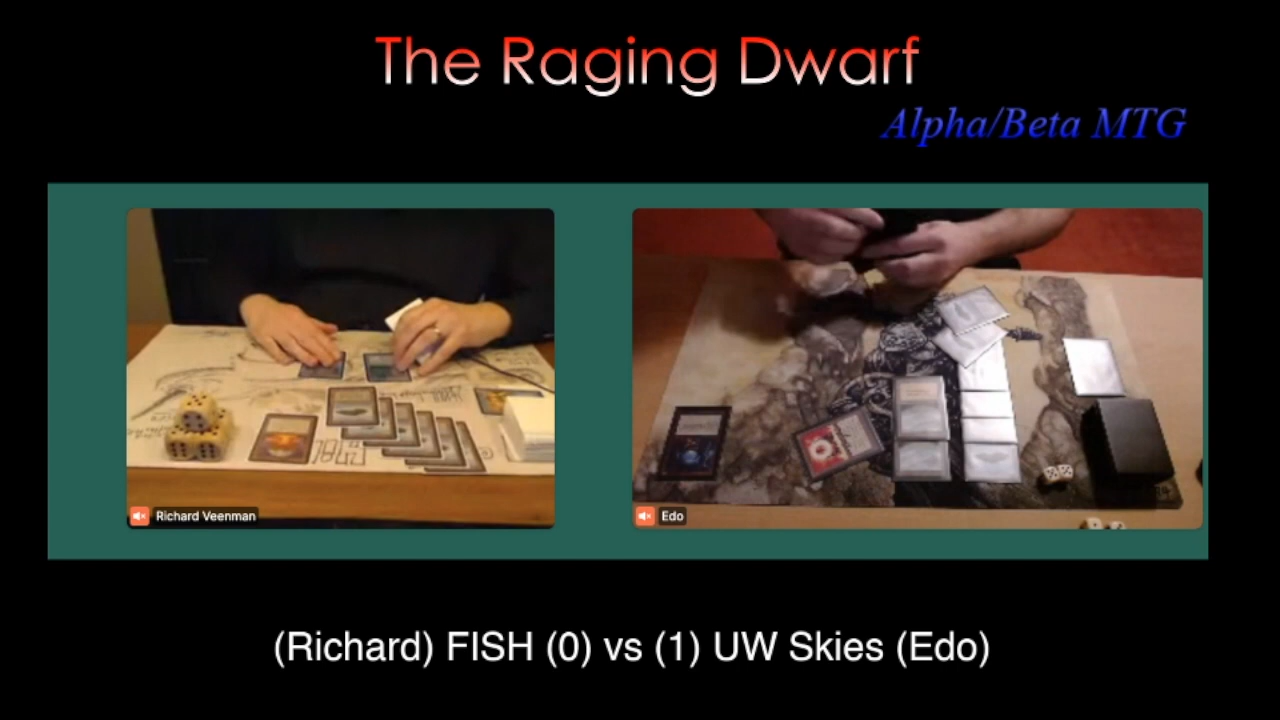 The Raging Dwarf
Alpha/Beta MTG
Richard Veenman
Edo
(Richard) FISH (0) vs (1) UW Skies (Edo)